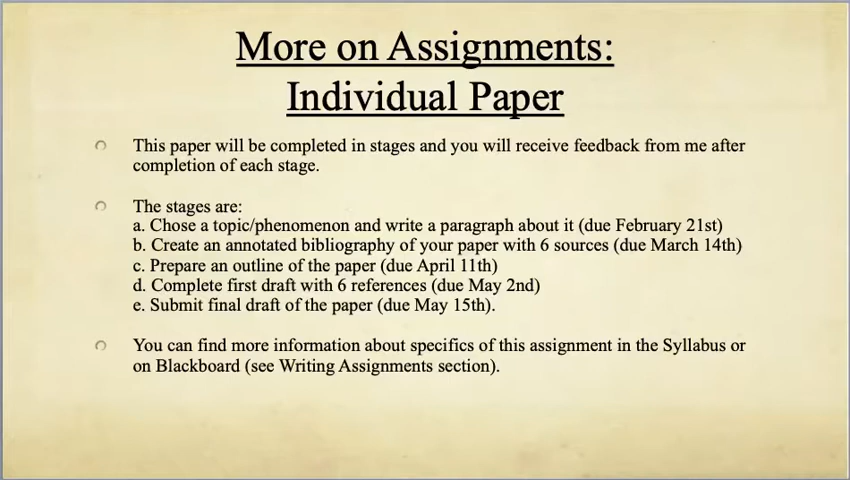 More on Assignments:
Individual Paper
This paper will be completed in stages and you will receive feedback from me after
completion of each stage.
The stages are:
a. Chose a topic/phenomenon and write a paragraph about it (due February 21st)
b. Create an annotated bibliography of your paper with 6 sources (due March 14th)
c. Prepare an outline of the paper (due April 11th)
d. Complete first draft with 6 references (due May 2nd)
e. Submit final draft of the paper (due May 15th).
You can find more information about specifics of this assignment in the Syllabus or
on Blackboard (see Writing Assignments section).